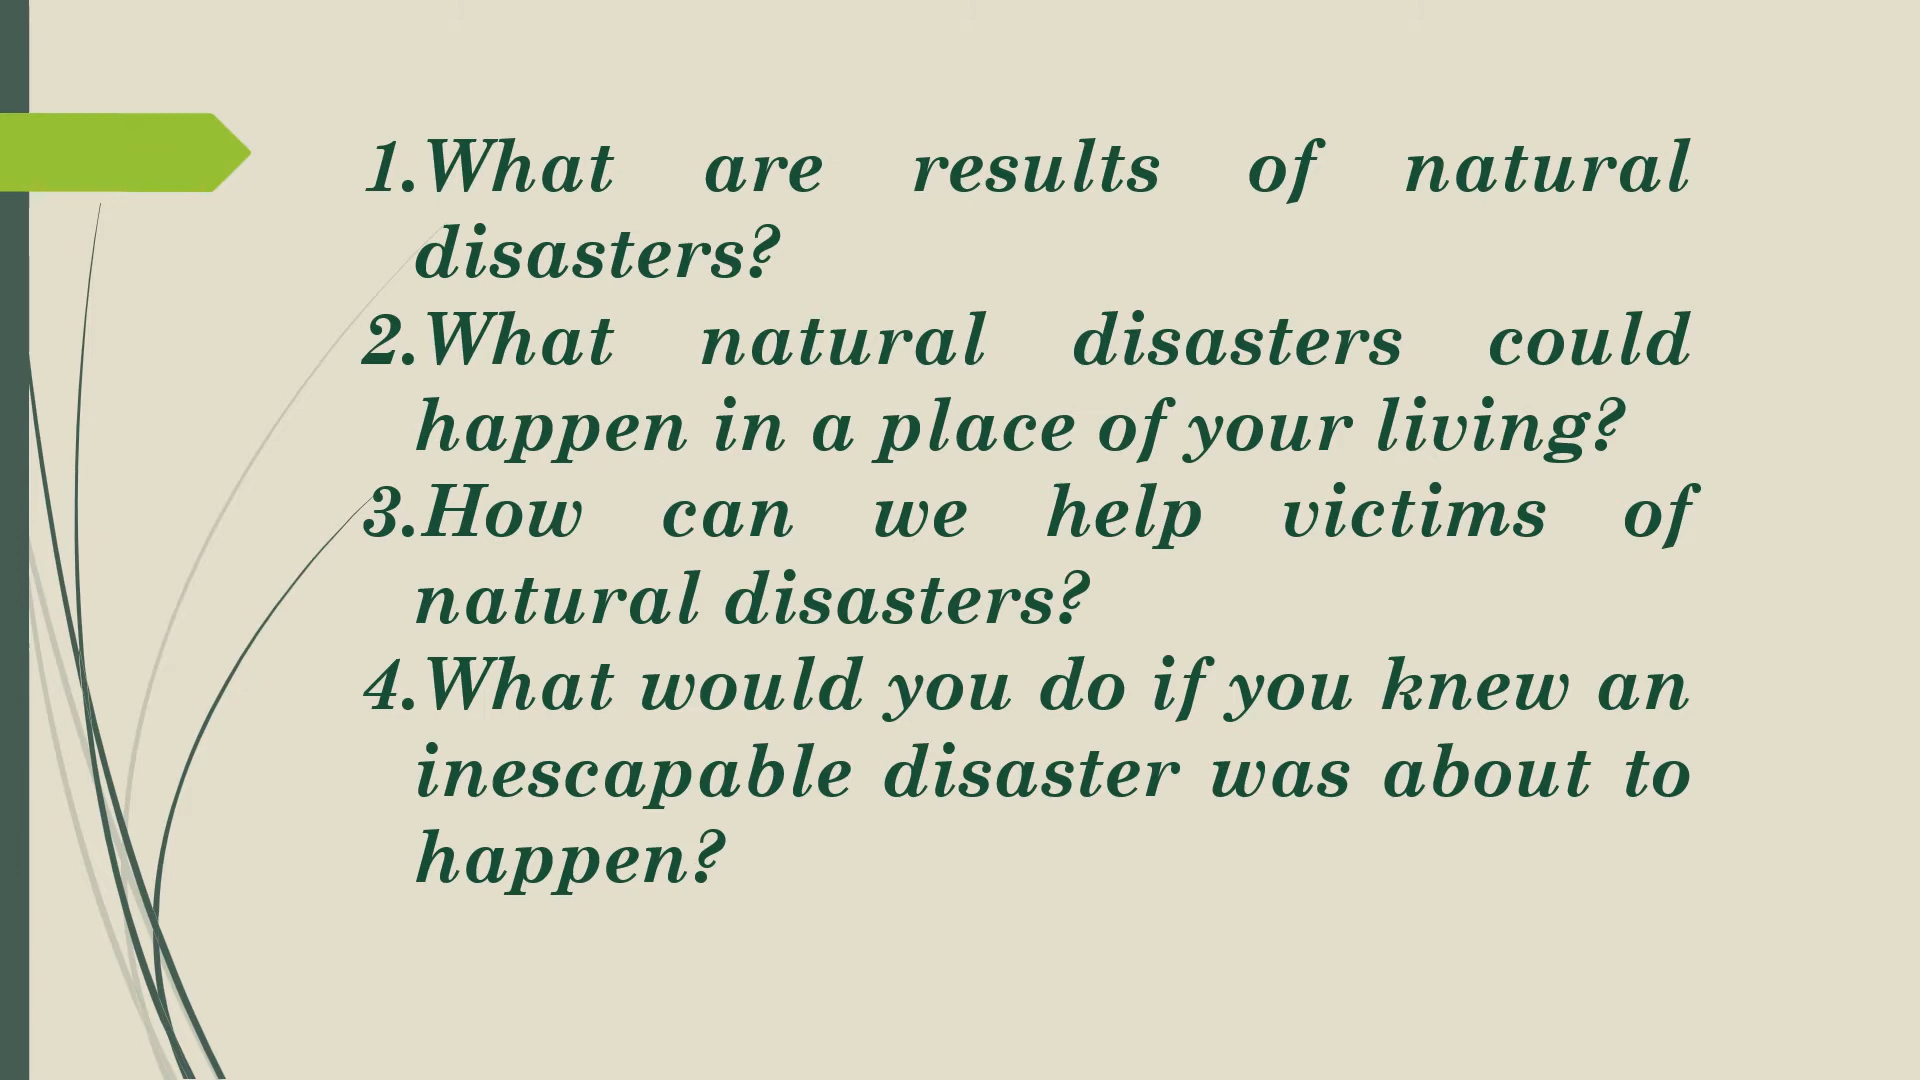 1.What are results of natural
disasters?
2.What natural disasters could
happen in a place of your living?
3.How can we help victims of
natural disasters?
4.What would you do if you knew an
inescapable disaster was about to
happen?